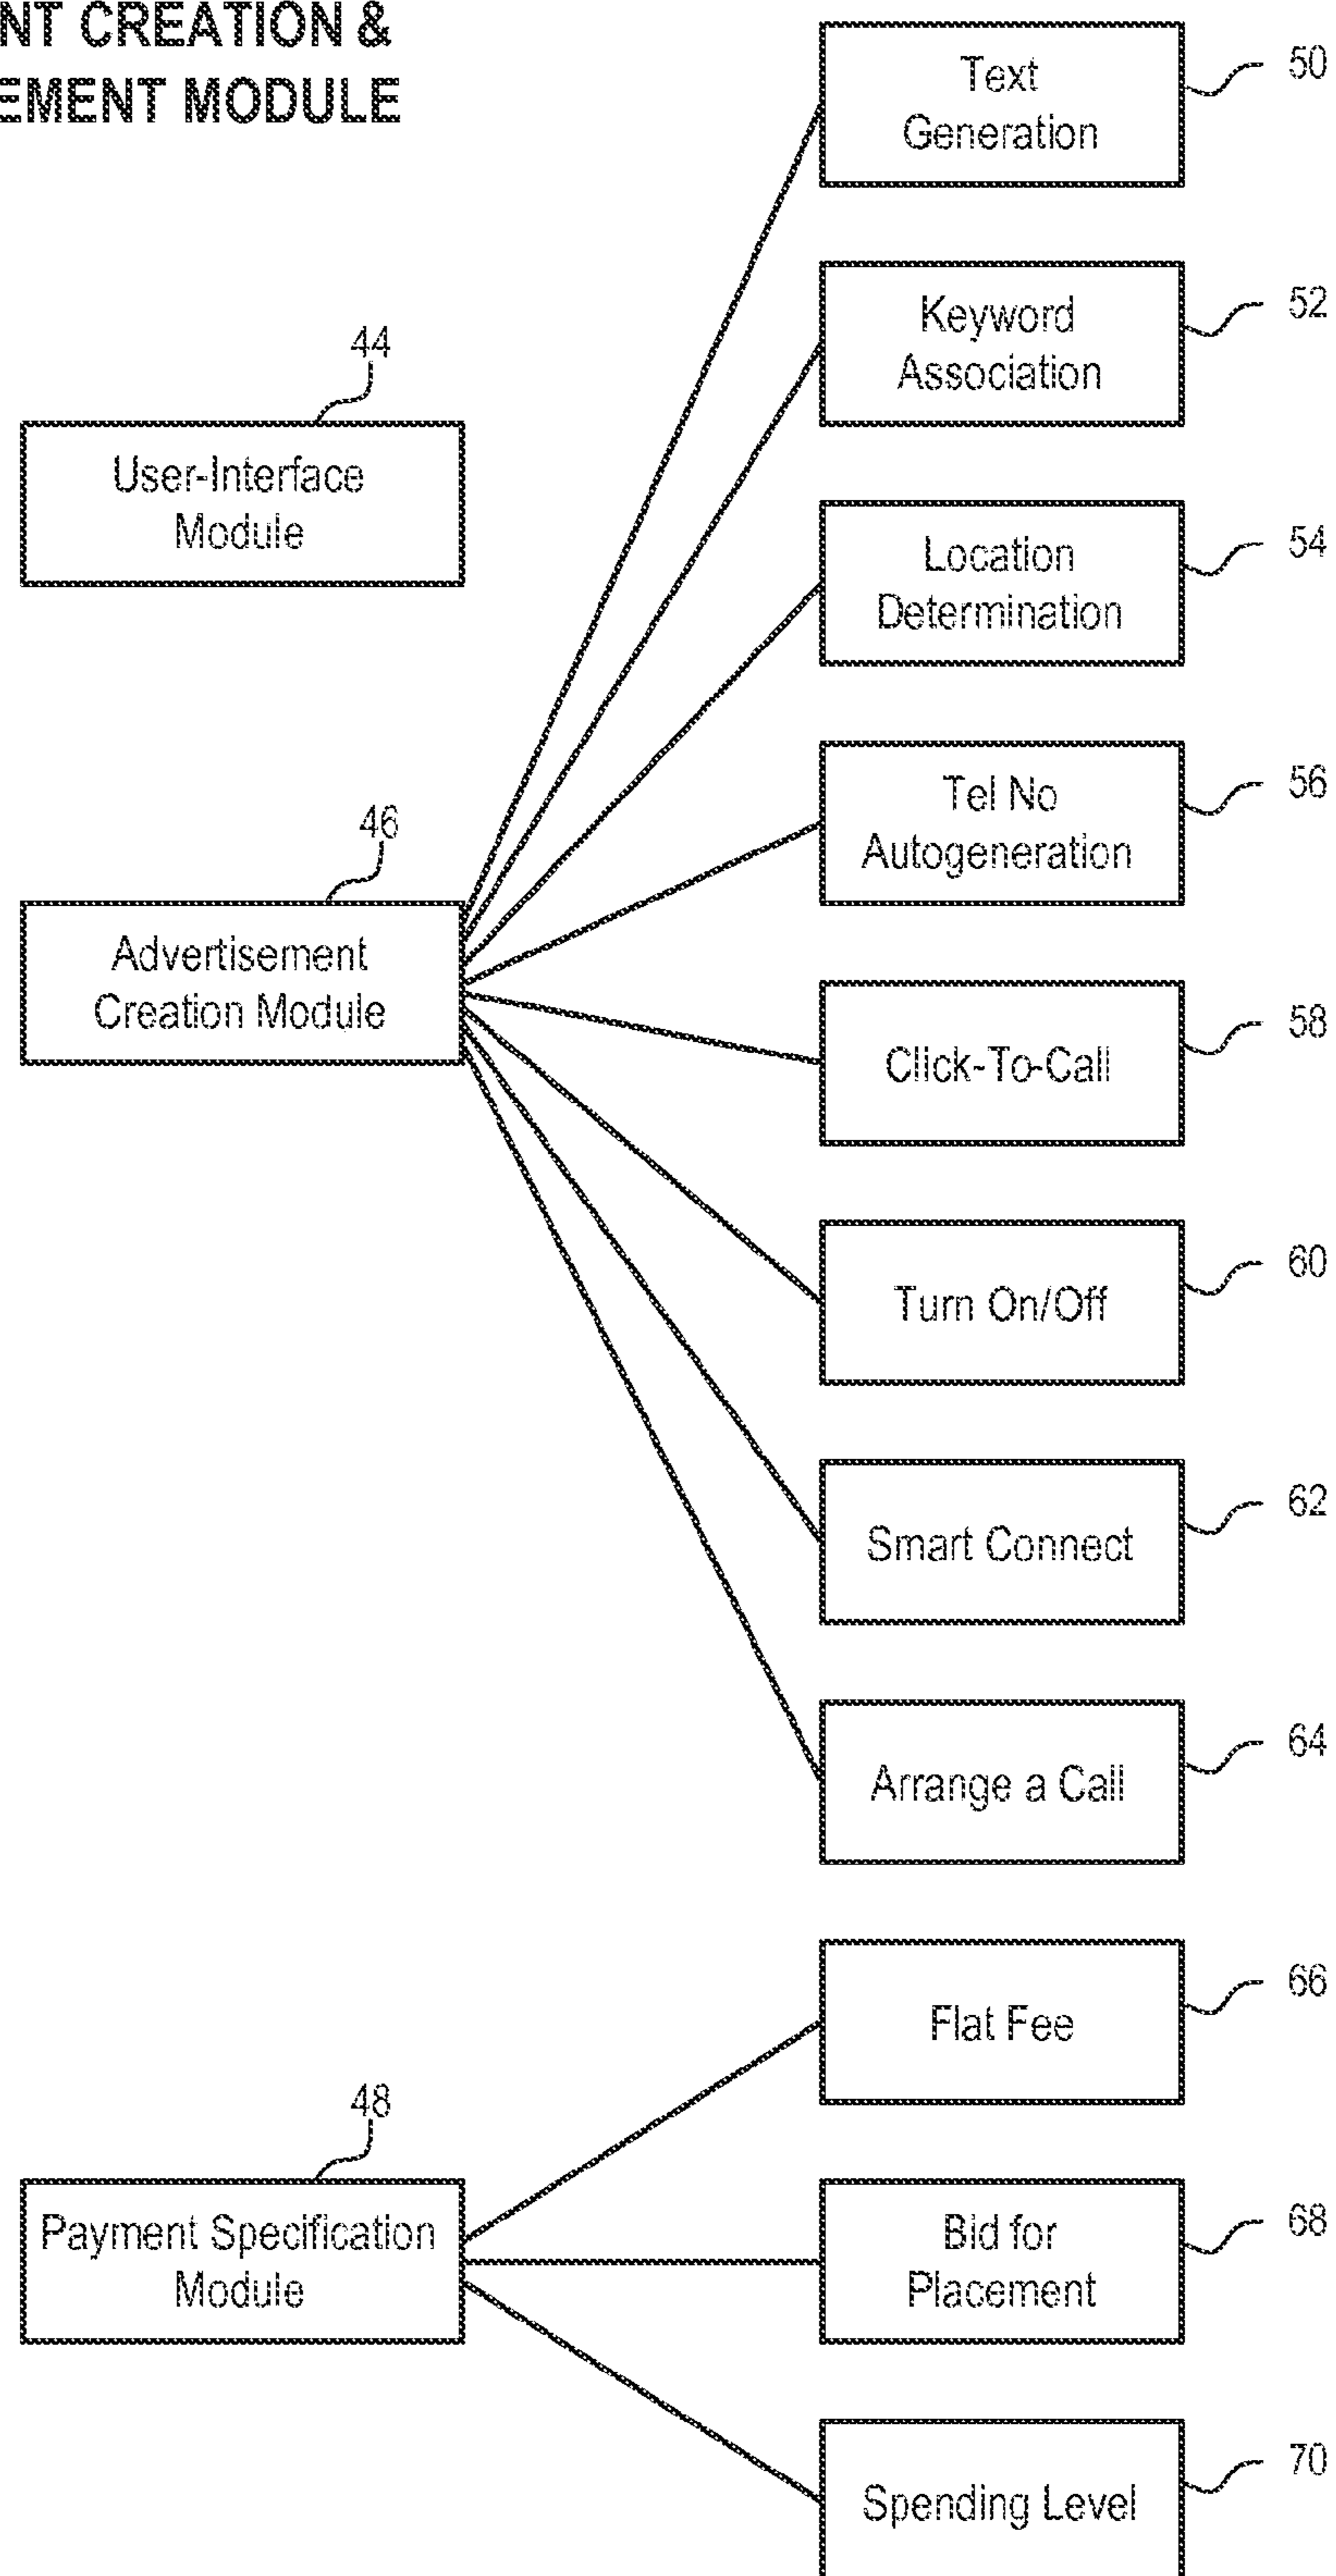 NT CREATION &
EMENT MODULE
Text
Generation
50
Keyword
Association
52
44
User-Interface
Module
Location
Determination
54
Tel No
Autogeneration
56
46
Advertisement
Creation Module
Click-To-Call
58
Turn On/Off
60
Smart Connect
62
Arrange a Call
64
Flat Fee
66
48
Payment Specification
Module
Bid for
Placement
68
Spending Level
70